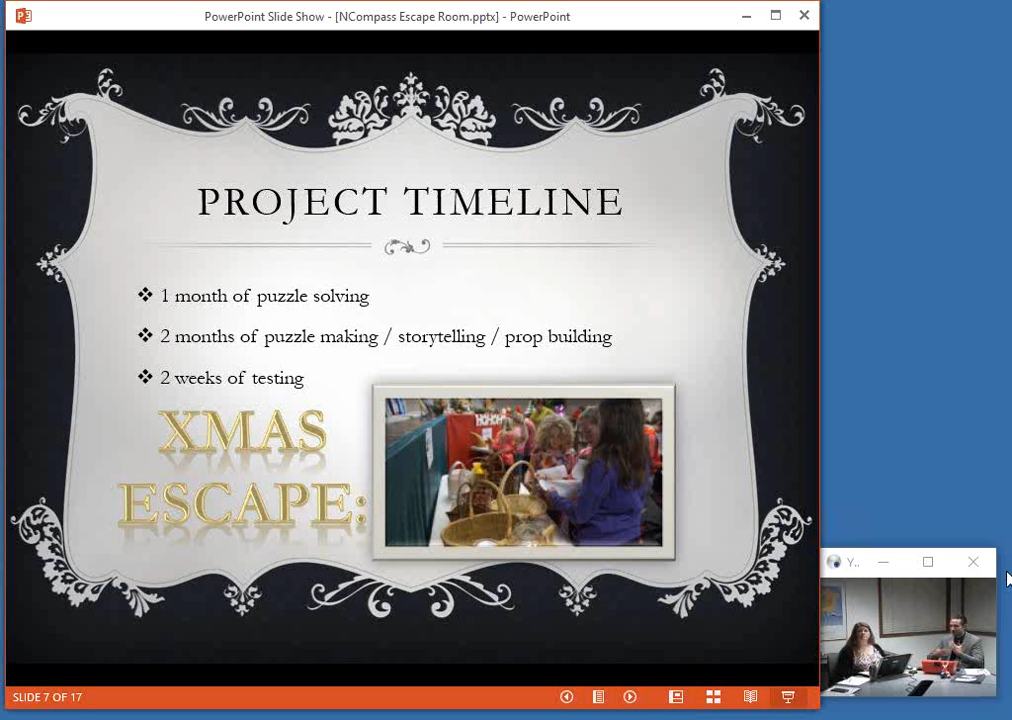 PowerPoint Slide Show - [NCompass Escape Room.pptx] - PowerPoint
PROJECT TIMELINE
❖ 1 month of puzzle solving
❖ 2 months of puzzle making / storytelling / prop building
❖ 2 weeks of testing
XMAS
ESCAPE:
HOHOHO
Y..
SLIDE 7 OF 17